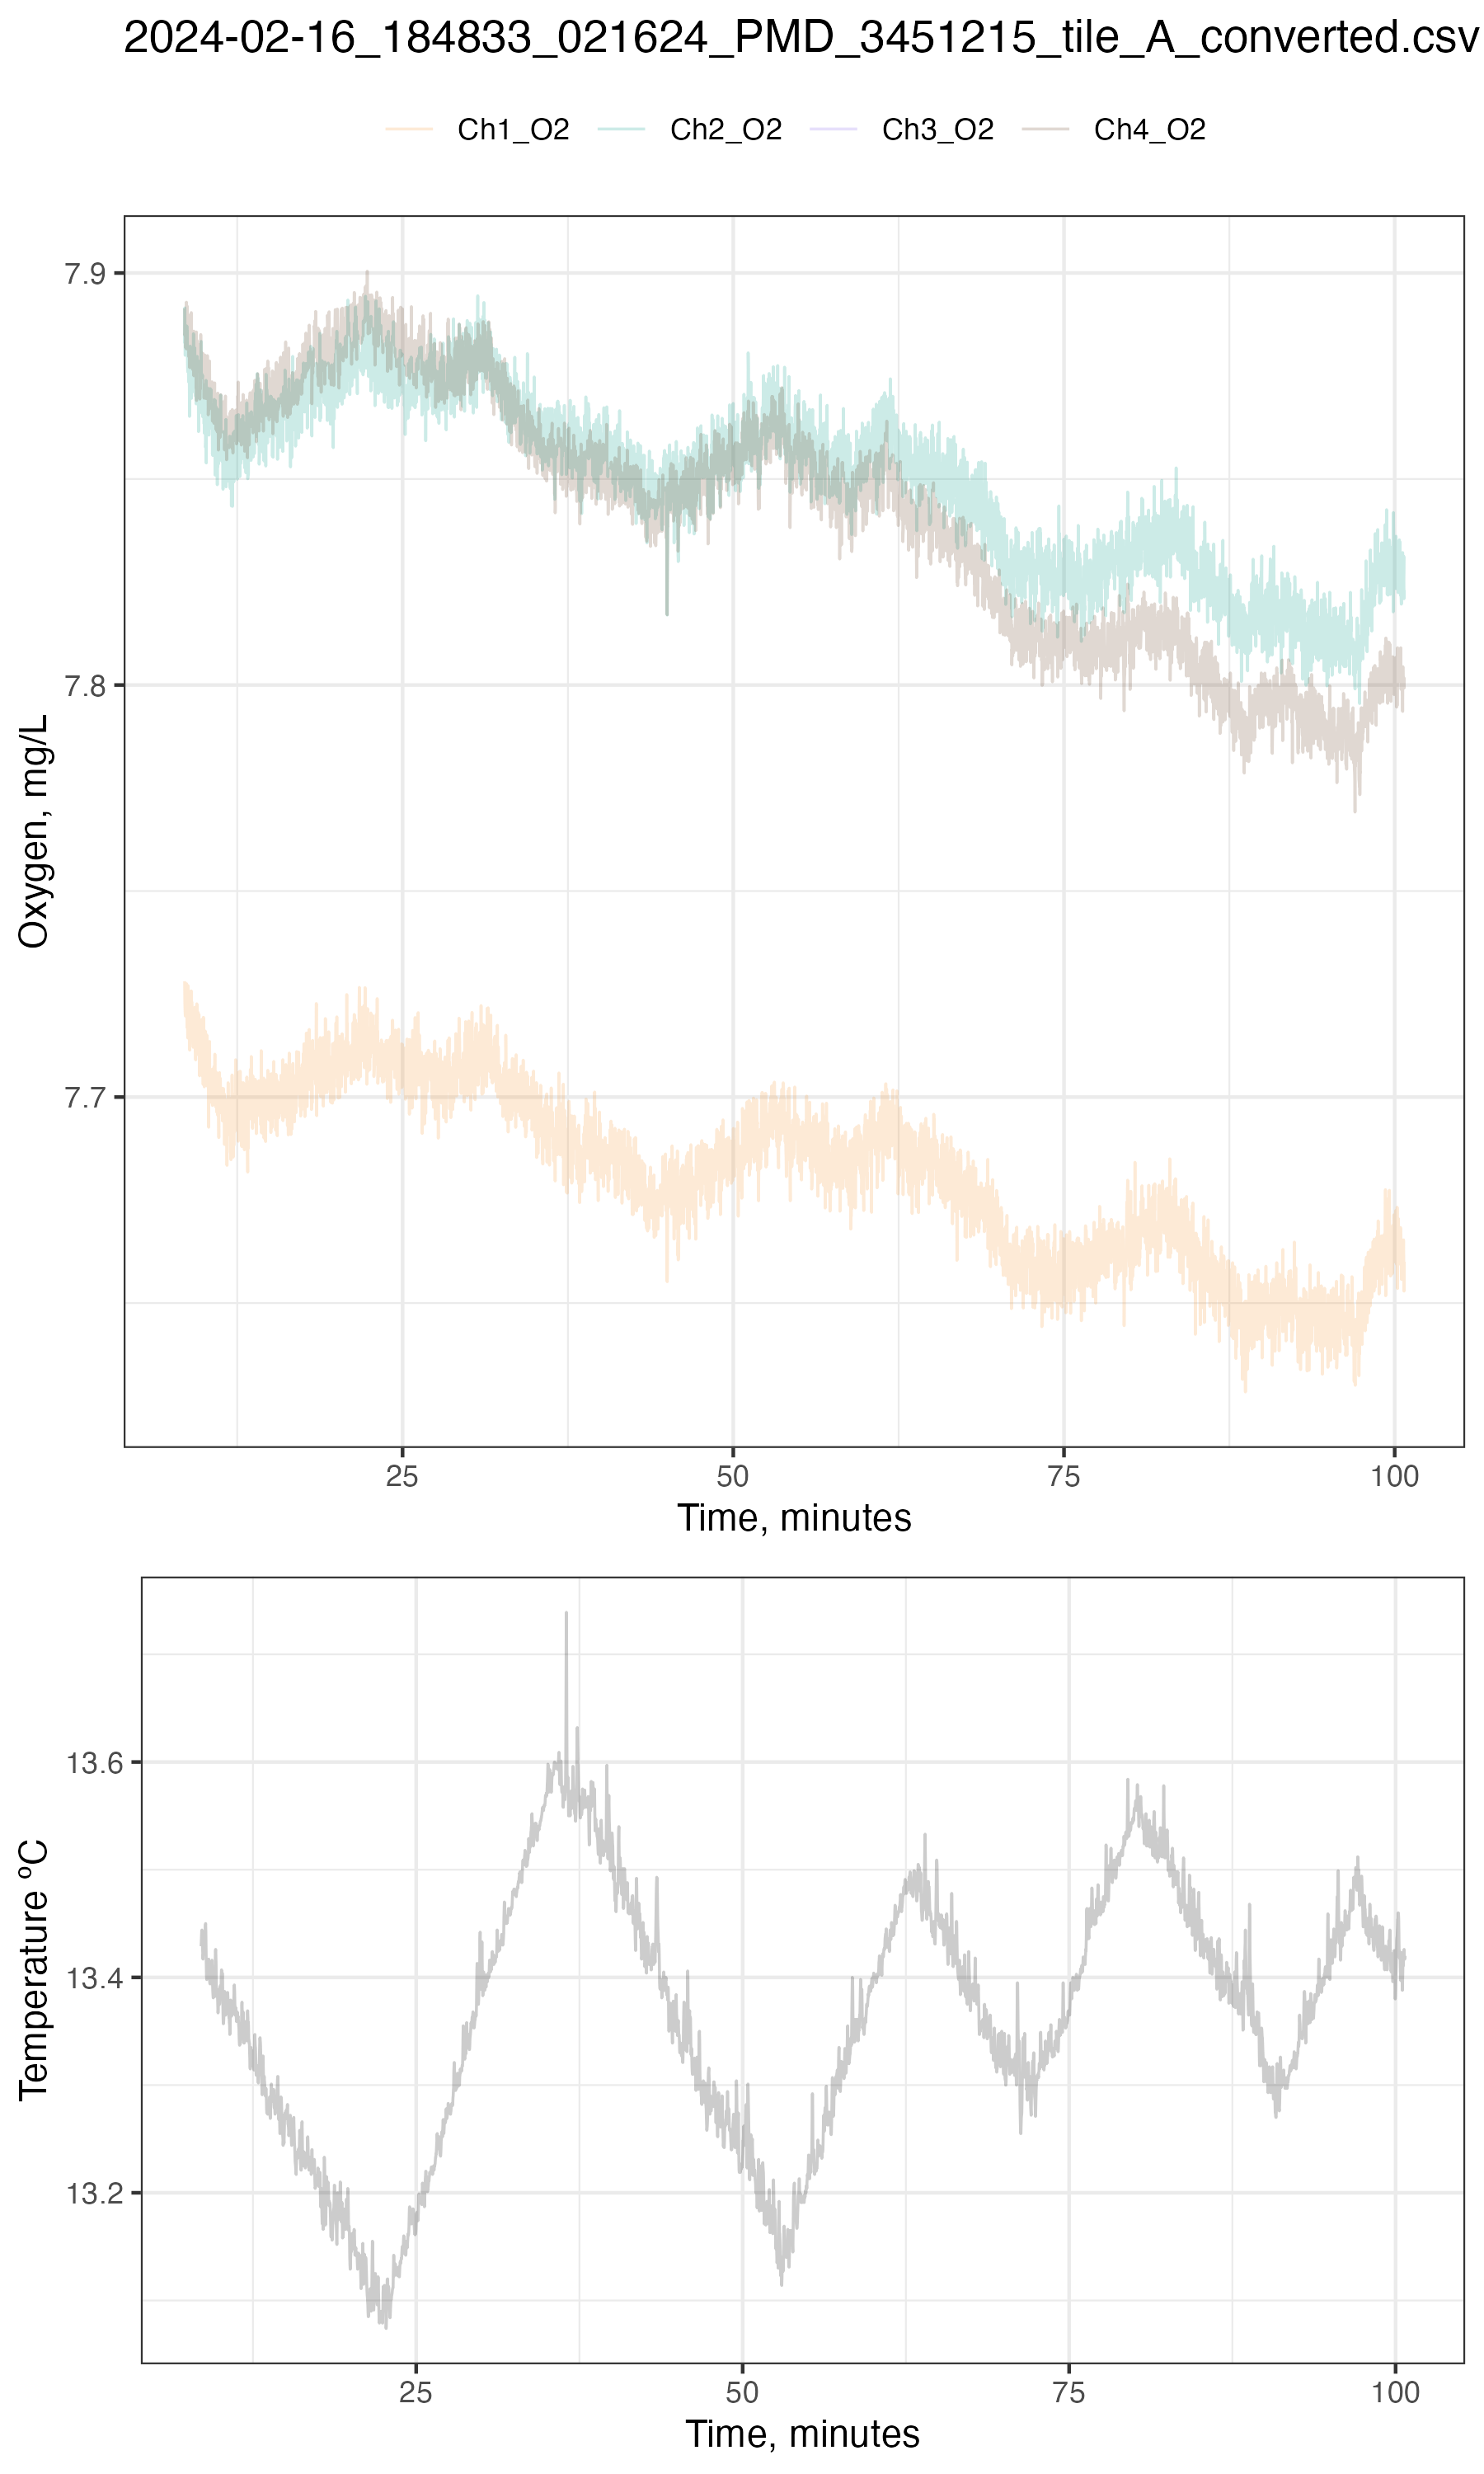 2024-02-16_184833_021624_PMD_3451215_tile_A_converted.csv
Ch1_O2 Ch2_O2 Ch3_O2 Ch4_O2
7.9
7.8
7.7
Oxygen, mg/L
25 50 75 100
Time, minutes
13.6
13.4
13.2
Temperature ºC
25 50 75 100
Time, minutes